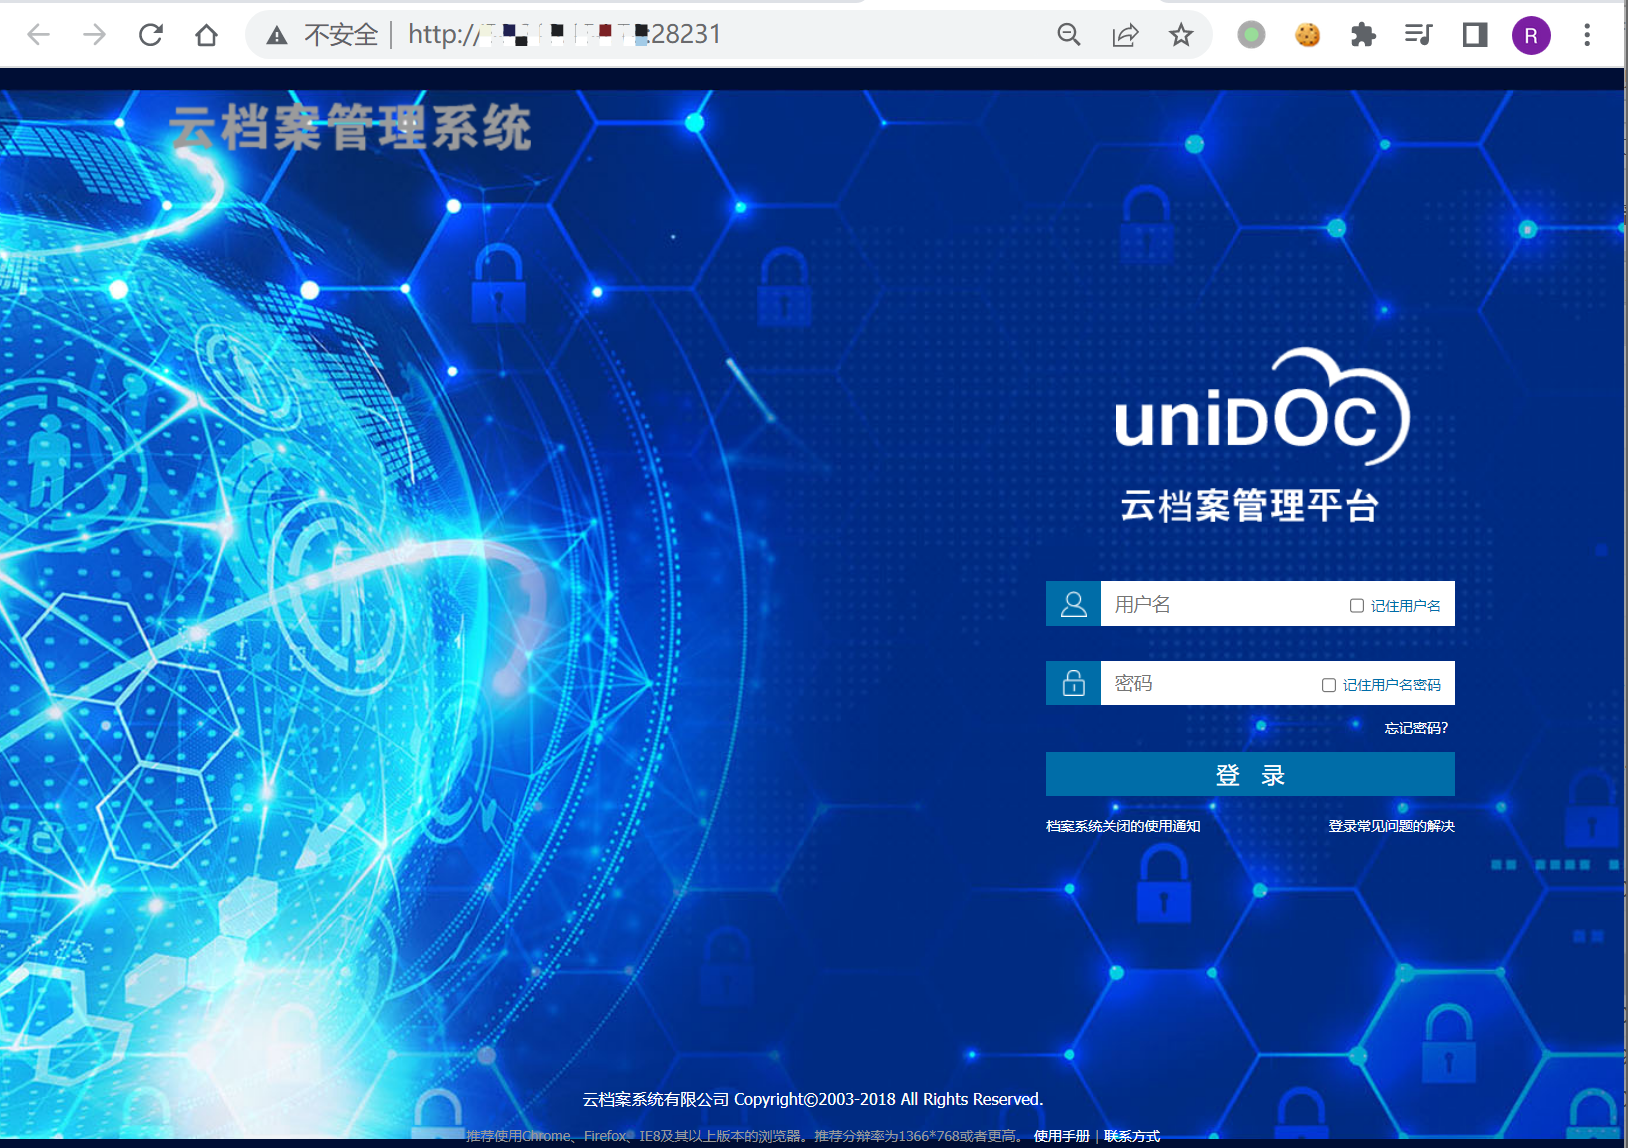 不安全 http:// :28231
R
云档案管理系统
uniDOC
云档案管理平台
用户名 记住用户名
密码 记住用户名密码
忘记密码?
登 录
档案系统关闭的使用通知 登录常见问题的解决
云档案系统有限公司 Copyright©2003-2018 All Rights Reserved.
推荐使用Chrome、Firefox、IE8及其以上版本的浏览器。推荐分辩率为1366*768或者更高。 使用手册 | 联系方式